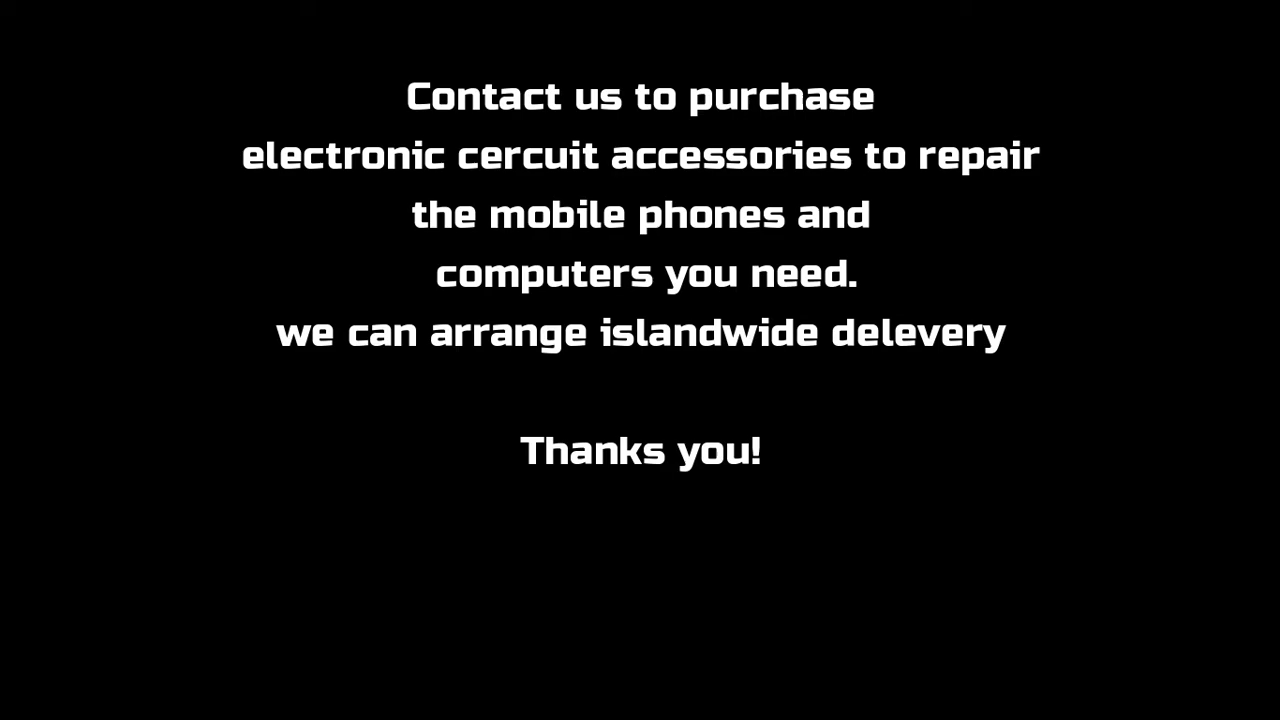 Contact us to purchase
electronic cercuit accessories to repair
the mobile phones and
computers you need.
we can arrange islandwide delevery
Thanks you!